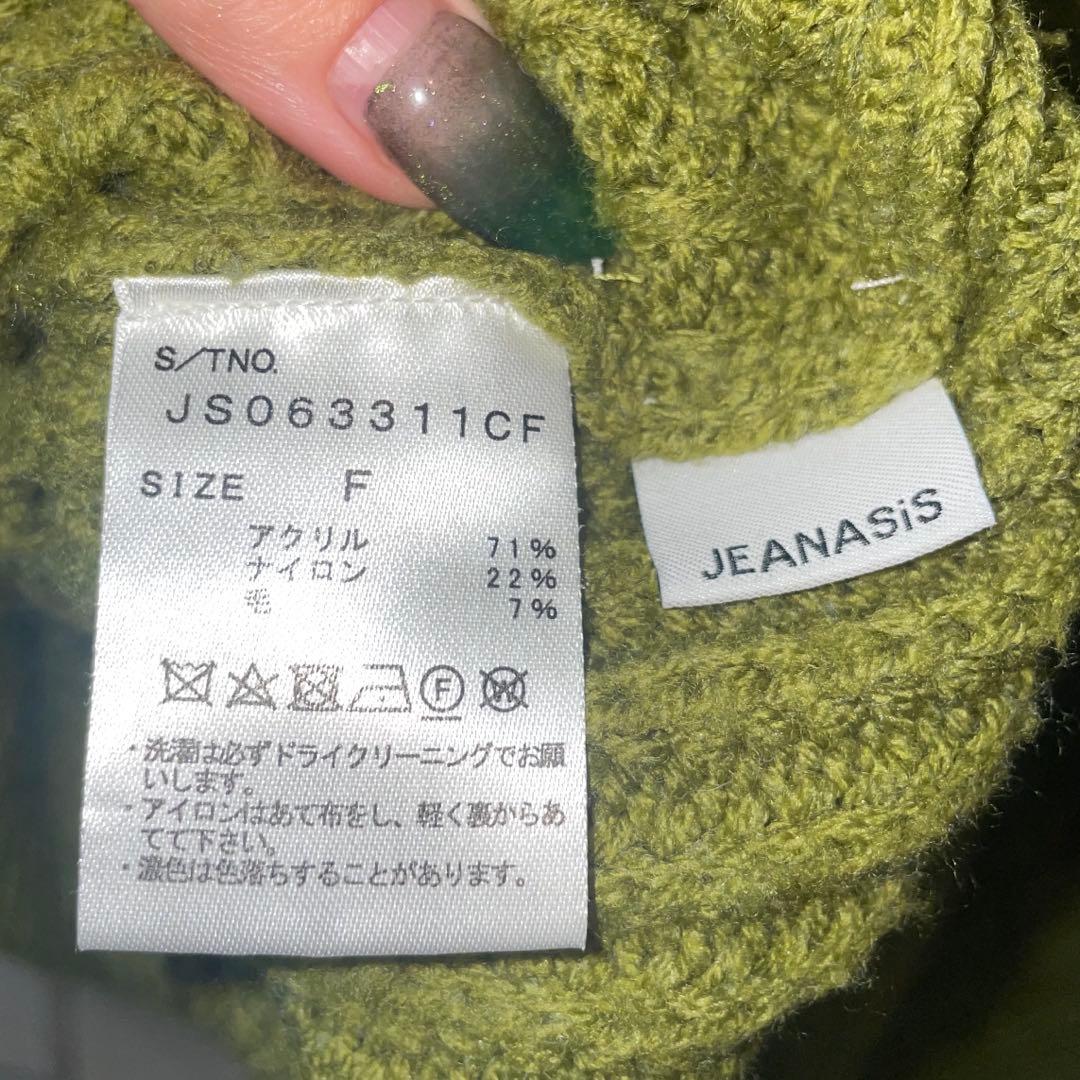 S/TNO.
JS063311CF
SIZE F
アクリル 71%
ナイロン 22%
毛 7%
F
W
・洗濯は必ずドライクリーニングでお願
いします。
・アイロンはあて布をし、軽く裏からあ
てて下さい。
・濃色は色落ちすることがあります。
JEANASiS